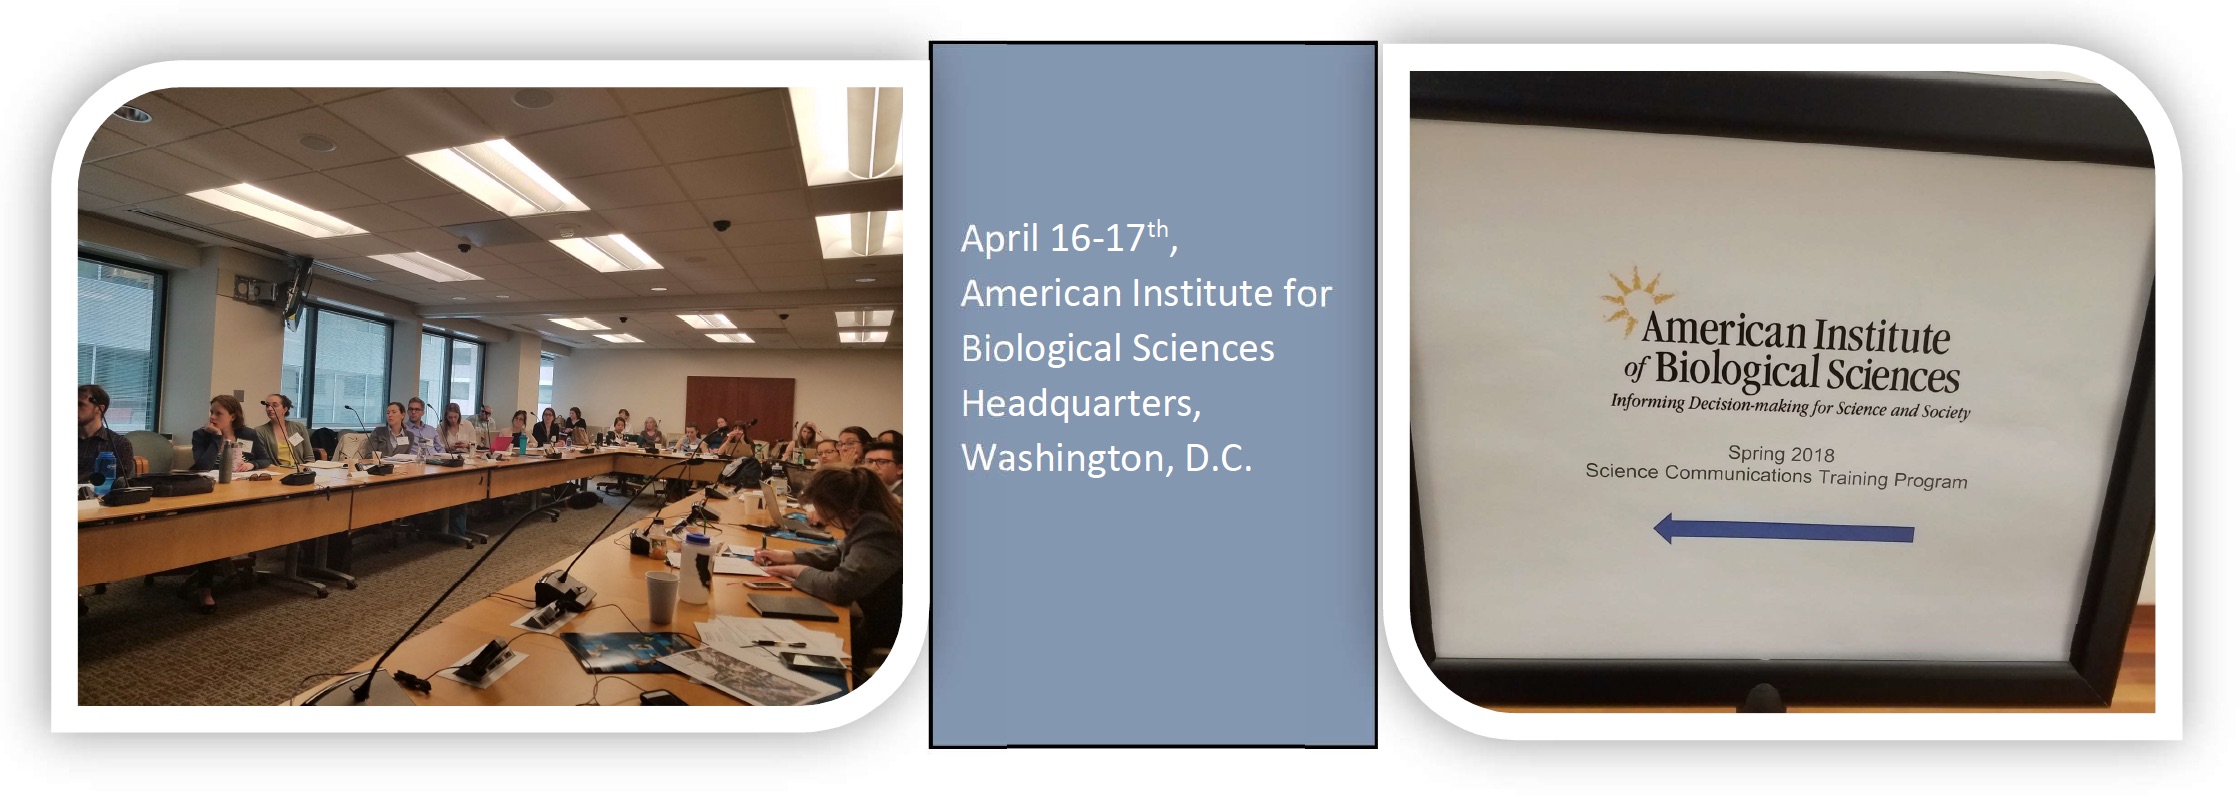 April 16-17th,
American Institute for
Biological Sciences
Headquarters,
Washington, D.C.
American Institute
of Biological Sciences
Informing Decision-making for Science and Society
Spring 2018
Science Communications Training Program